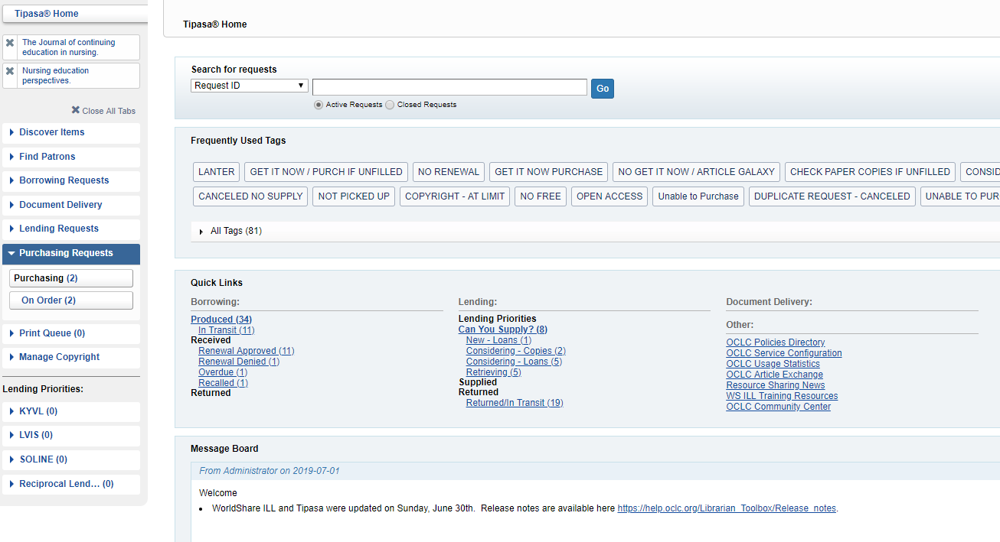 Tipasa® Home
The Journal of continuing
education in nursing.
Nursing education
perspectives.
Close All Tabs
Discover Items
Find Patrons
Borrowing Requests
Document Delivery
Lending Requests
Purchasing Requests
Purchasing (2)
On Order (2)
Print Queue (0)
Manage Copyright
Lending Priorities:
KYVL (0)
LVIS (0)
SOLINE (0)
Reciprocal Lend... (0)
Tipasa® Home
Search for requests
Request ID
Go
Active Requests Closed Requests
Frequently Used Tags
LANTER GET IT NOW / PURCH IF UNFILLED NO RENEWAL GET IT NOW PURCHASE NO GET IT NOW / ARTICLE GALAXY CHECK PAPER COPIES IF UNFILLED CONSID
CANCELED NO SUPPLY NOT PICKED UP COPYRIGHT - AT LIMIT NO FREE OPEN ACCESS Unable to Purchase DUPLICATE REQUEST - CANCELED UNABLE TO PUR
All Tags (81)
Quick Links
Borrowing:
Produced (34)
In Transit (11)
Received
Renewal Approved (11)
Renewal Denied (1)
Overdue (1)
Recalled (1)
Returned
Lending:
Lending Priorities
Can You Supply? (8)
New - Loans (1)
Considering - Copies (2)
Considering - Loans (5)
Retrieving (5)
Supplied
Returned
Returned/In Transit (19)
Document Delivery:
Other:
OCLC Policies Directory
OCLC Service Configuration
OCLC Usage Statistics
OCLC Article Exchange
Resource Sharing News
WS ILL Training Resources
OCLC Community Center
Message Board
From Administrator on 2019-07-01
Welcome
• WorldShare ILL and Tipasa were updated on Sunday, June 30th. Release notes are available here https://help.oclc.org/Librarian_Toolbox/Release_notes.